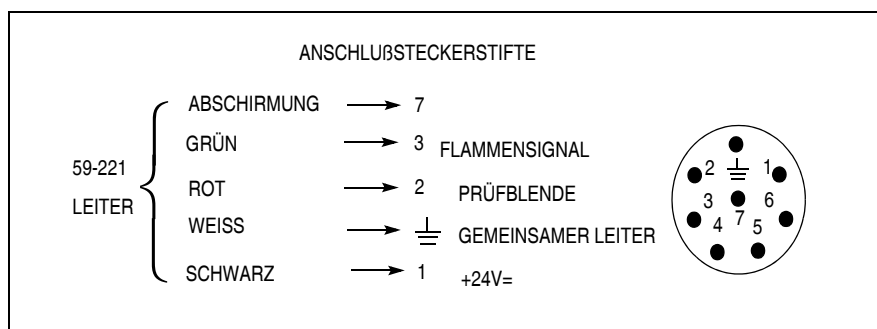 ANSCHLUßSTECKERSTIFTE
ABSCHIRMUNG 7
GRÜN 3 FLAMMENSIGNAL
59-221
LEITER
ROT 2 PRÜFBLENDE
WEISS GEMEINSAMER LEITER
SCHWARZ 1 +24V=
2 1
3 6
4 7 5